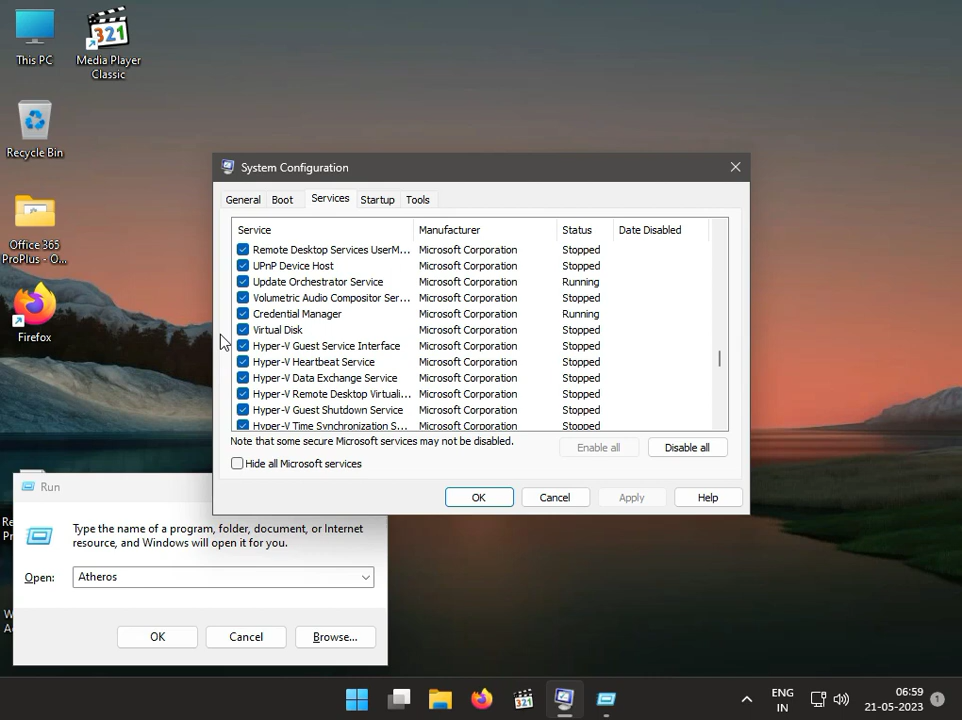 This PC
Media Player
Classic
Recycle Bin
Office 365
ProPlus - O...
Firefox
System Configuration
General
Boot
Services
Startup
Tools
Service
Manufacturer
Status
Date Disabled
Remote Desktop Services UserM... Microsoft Corporation Stopped
UPnP Device Host Microsoft Corporation Stopped
Update Orchestrator Service Microsoft Corporation Running
Volumetric Audio Compositor Ser... Microsoft Corporation Stopped
Credential Manager Microsoft Corporation Running
Virtual Disk Microsoft Corporation Stopped
Hyper-V Guest Service Interface Microsoft Corporation Stopped
Hyper-V Heartbeat Service Microsoft Corporation Stopped
Hyper-V Data Exchange Service Microsoft Corporation Stopped
Hyper-V Remote Desktop Virtuali... Microsoft Corporation Stopped
Hyper-V Guest Shutdown Service Microsoft Corporation Stopped
Hyper-V Time Synchronization S... Microsoft Corporation Stopped
Note that some secure Microsoft services may not be disabled.
Enable all
Disable all
Hide all Microsoft services
OK
Cancel
Apply
Help
Run
Type the name of a program, folder, document, or Internet
resource, and Windows will open it for you.
Open:
Atheros
OK
Cancel
Browse...
321
321
ENG
IN
06:59
21-05-2023
1